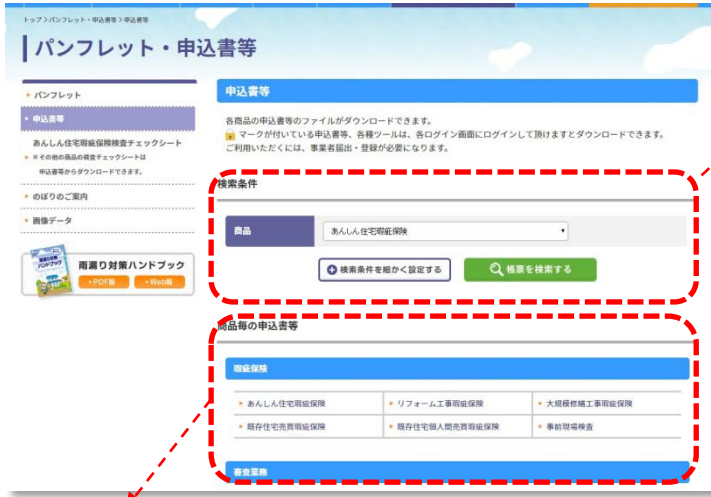 トップ > パンフレット・申込書等 > 申込書等
パンフレット・申込書等
パンフレット
申込書等
あんしん住宅瑕疵保険検査チェックシート
※その他の商品の検査チェックシートは
申込書等からダウンロードできます。
のぼりのご案内
画像データ
雨漏り対策ハンドブック
PDF版
Web版
申込書等
各商品の申込書等のファイルがダウンロードできます。
マークが付いている申込書等、各種ツールは、各ログイン画面にログインして頂けますとダウンロードできます。
ご利用いただくには、事業者届出・登録が必要になります。
検索条件
商品
あんしん住宅瑕疵保険
検索条件を細かく設定する
帳票を検索する
商品毎の申込書等
瑕疵保険
あんしん住宅瑕疵保険
リフォーム工事瑕疵保険
大規模修繕工事瑕疵保険
既存住宅売買瑕疵保険
既存住宅個人間売買瑕疵保険
事前現場検査
審査業務